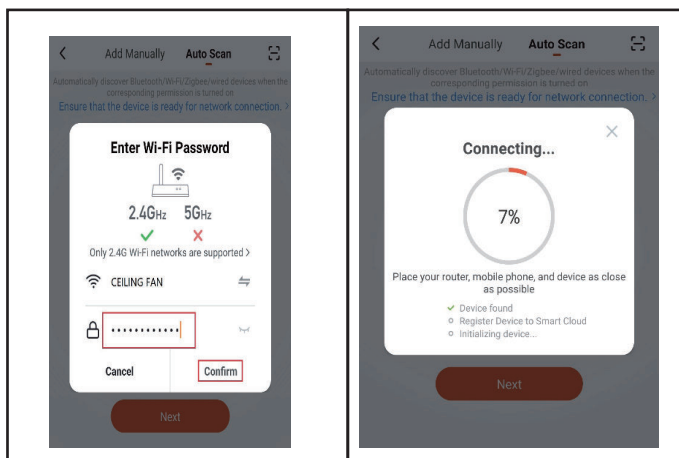 Add Manually Auto Scan
Automatically discover Bluetooth/Wi-Fi/Zigbee/wired devices when the
corresponding permission is turned on
Ensure that the device is ready for network connection. >
Enter Wi-Fi Password
2.4GHz 5GHz
Only 2.4G Wi-Fi networks are supported >
CEILING FAN
Cancel Confirm
Next
Add Manually Auto Scan
Automatically discover Bluetooth/Wi-Fi/Zigbee/wired devices when the
corresponding permission is turned on
Ensure that the device is ready for network connection. >
Connecting...
7%
Place your router, mobile phone, and device as close
as possible
Device found
Register Device to Smart Cloud
Initializing device...
Next